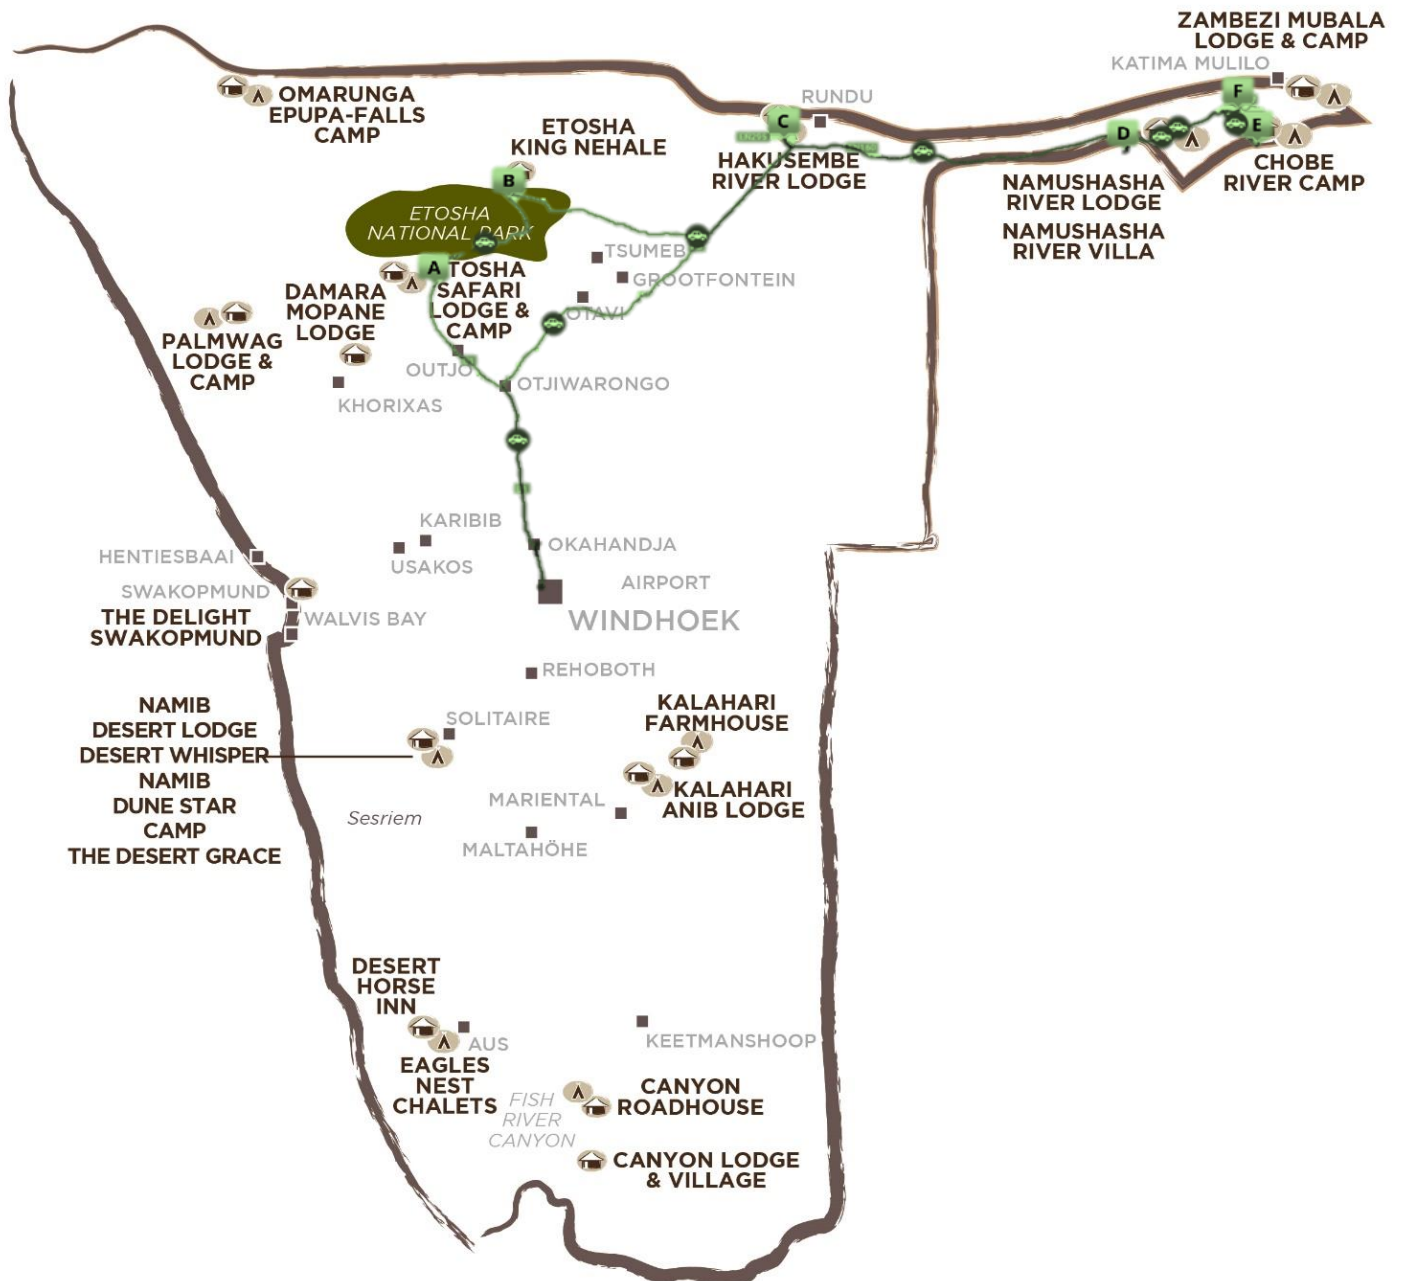 ZAMBEZI MUBALA
LODGE & CAMP
KATIMA MULILO
F
E
CHOBE
RIVER CAMP
OMARUNGA
EPUPA-FALLS
CAMP
ETOSHA
KING NEHALE
B
RUNDU
C
HAKUSEMBE
RIVER LODGE
D
NAMUSHASHA
RIVER LODGE
NAMUSHASHA
RIVER VILLA
ETOSHA
NATIONAL PARK
A
TOSHA
SAFARI
LODGE &
CAMP
TSUMEB
GROOTFONTEIN
OTAVI
DAMARA
MOPANE
LODGE
PALMWAG
LODGE &
CAMP
OUTJO
OTJIWARONGO
KHORIXAS
KARIBIB
USAKOS
OKAHANDJA
HENTIESBAAI
SWAKOPMUND
THE DELIGHT
SWAKOPMUND
WALVIS BAY
AIRPORT
WINDHOEK
REHOBOTH
NAMIB
DESERT LODGE
DESERT WHISPER
NAMIB
DUNE STAR
CAMP
THE DESERT GRACE
SOLITAIRE
KALAHARI
FARMHOUSE
KALAHARI
ANIB LODGE
Sesriem
MARIENTAL
MALTAHÖHE
DESERT
HORSE
INN
AUS
EAGLES
NEST
CHALETS
KEETMANSHOOP
FISH
RIVER
CANYON
CANYON
ROADHOUSE
CANYON LODGE
& VILLAGE